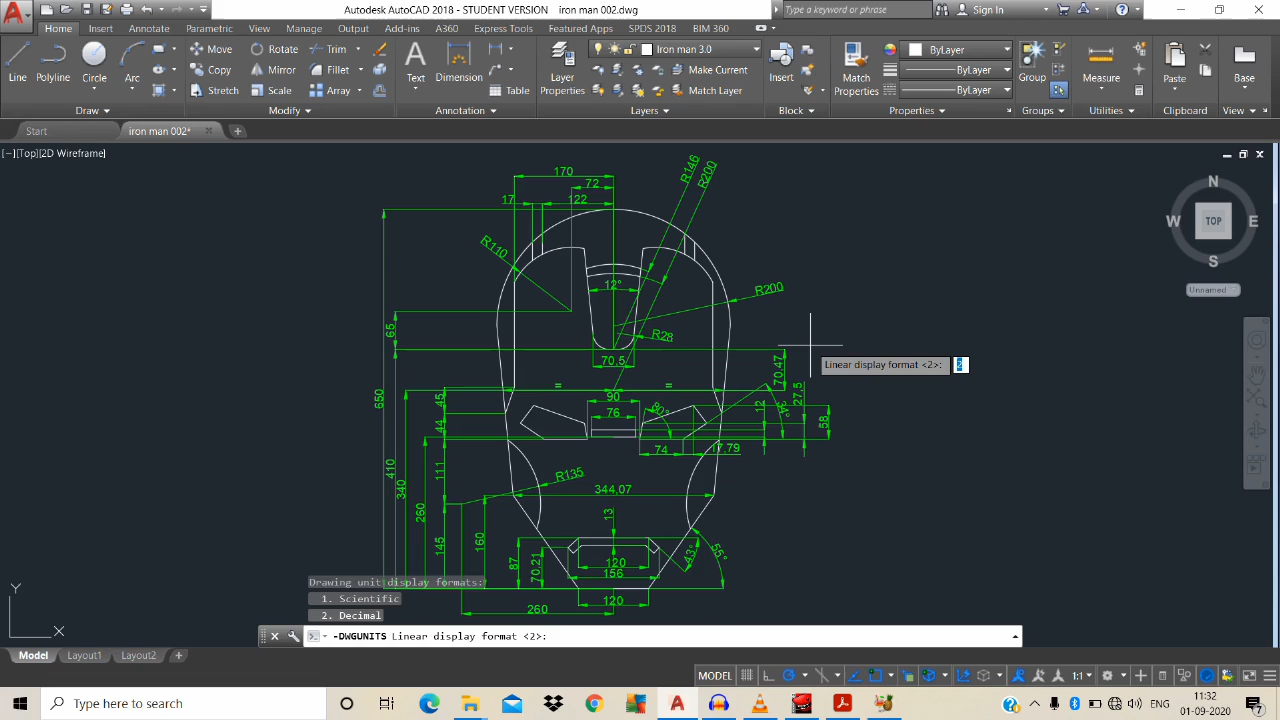 Autodesk AutoCAD 2018 - STUDENT VERSION iron man 002.dwg
Type a keyword or phrase
Sign In
Home Insert Annotate Parametric View Manage Output Add-ins A360 Express Tools Featured Apps SPDS 2018 BIM 360
Line
Polyline
Circle
Arc
Move
Rotate
Trim
Copy
Mirror
Fillet
Stretch
Scale
Array
Text
Dimension
Table
Layer
Properties
Iron man 3.0
Make Current
Match Layer
Insert
Match
Properties
ByLayer
ByLayer
ByLayer
Group
Measure
Paste
Base
Draw Modify Annotation Layers Block Properties Groups Utilities Clipboard View
Start
iron man 002*
[−][Top][2D Wireframe]
N
W
TOP
E
S
Unnamed
170
R146
R200
72
17
122
R110
12°
R200
65
R28
70,5
70,47
Linear display format <2>: 2
650
45
90
76
80°
12
34°
27,5
58
44
74
17,79
410
340
260
111
R135
344,07
13
145
160
87
70,21
120
156
43°
55°
120
260
Drawing unit display formats:
1. Scientific
2. Decimal
Y
X
-DWGUNITS Linear display format <2>:
Model Layout1 Layout2
MODEL
1:1
Type here to search
11:32
01-09-2020